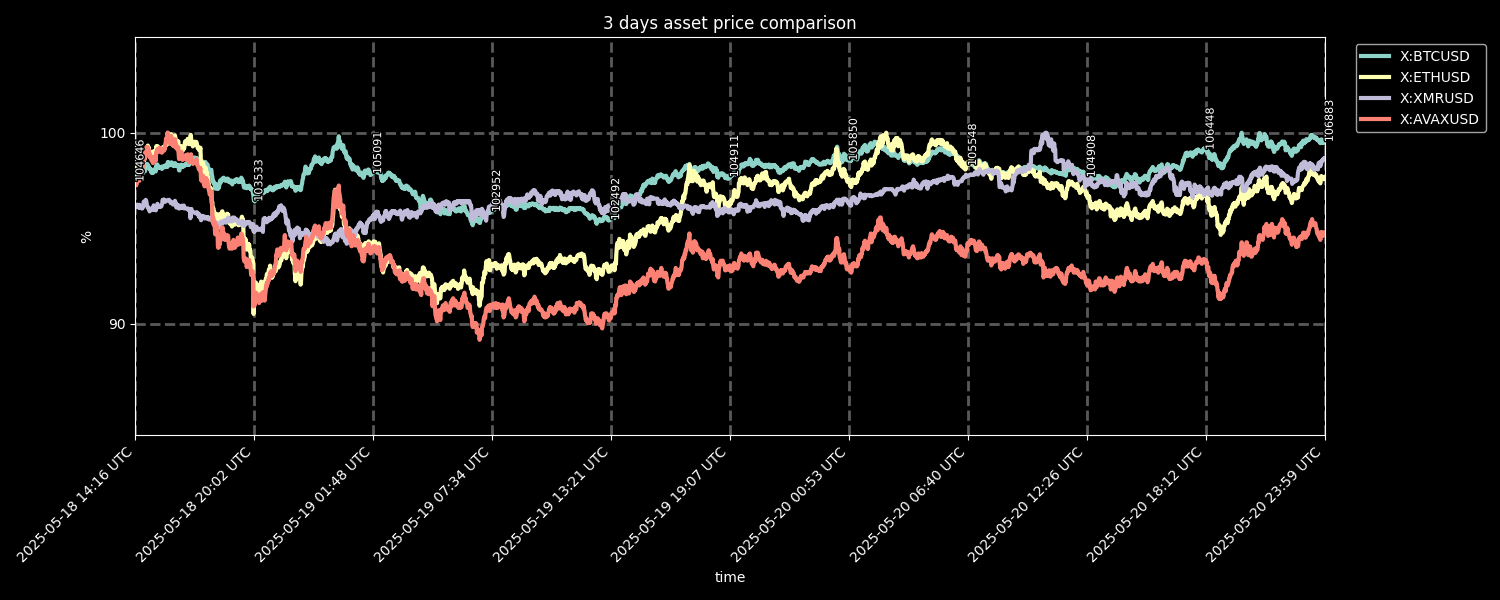 3 days asset price comparison
X:BTCUSD
X:ETHUSD
X:XMRUSD
X:AVAXUSD
100
90
%
104646
103533
105091
102952
102492
104911
105850
105548
104908
106448
106883
2025-05-18 14:16 UTC
2025-05-18 20:02 UTC
2025-05-19 01:48 UTC
2025-05-19 07:34 UTC
2025-05-19 13:21 UTC
2025-05-19 19:07 UTC
2025-05-20 00:53 UTC
2025-05-20 06:40 UTC
2025-05-20 12:26 UTC
2025-05-20 18:12 UTC
2025-05-20 23:59 UTC
time